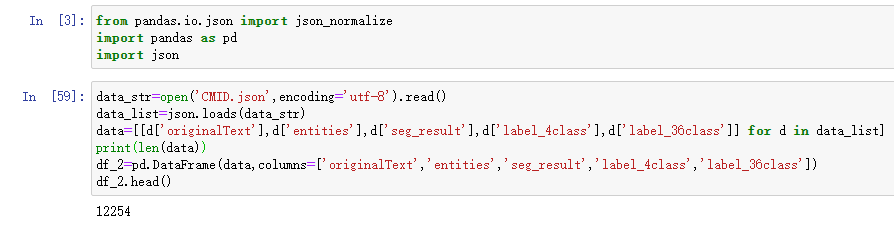 In [3]: from pandas.io.json import json_normalize
import pandas as pd
import json
In [59]: data_str=open('CMID.json',encoding='utf-8').read()
data_list=json.loads(data_str)
data=[[d['originalText'],d['entities'],d['seg_result'],d['label_4class'],d['label_36class']] for d in data_list]
print(len(data))
df_2=pd.DataFrame(data,columns=['originalText','entities','seg_result','label_4class','label_36class'])
df_2.head()
12254